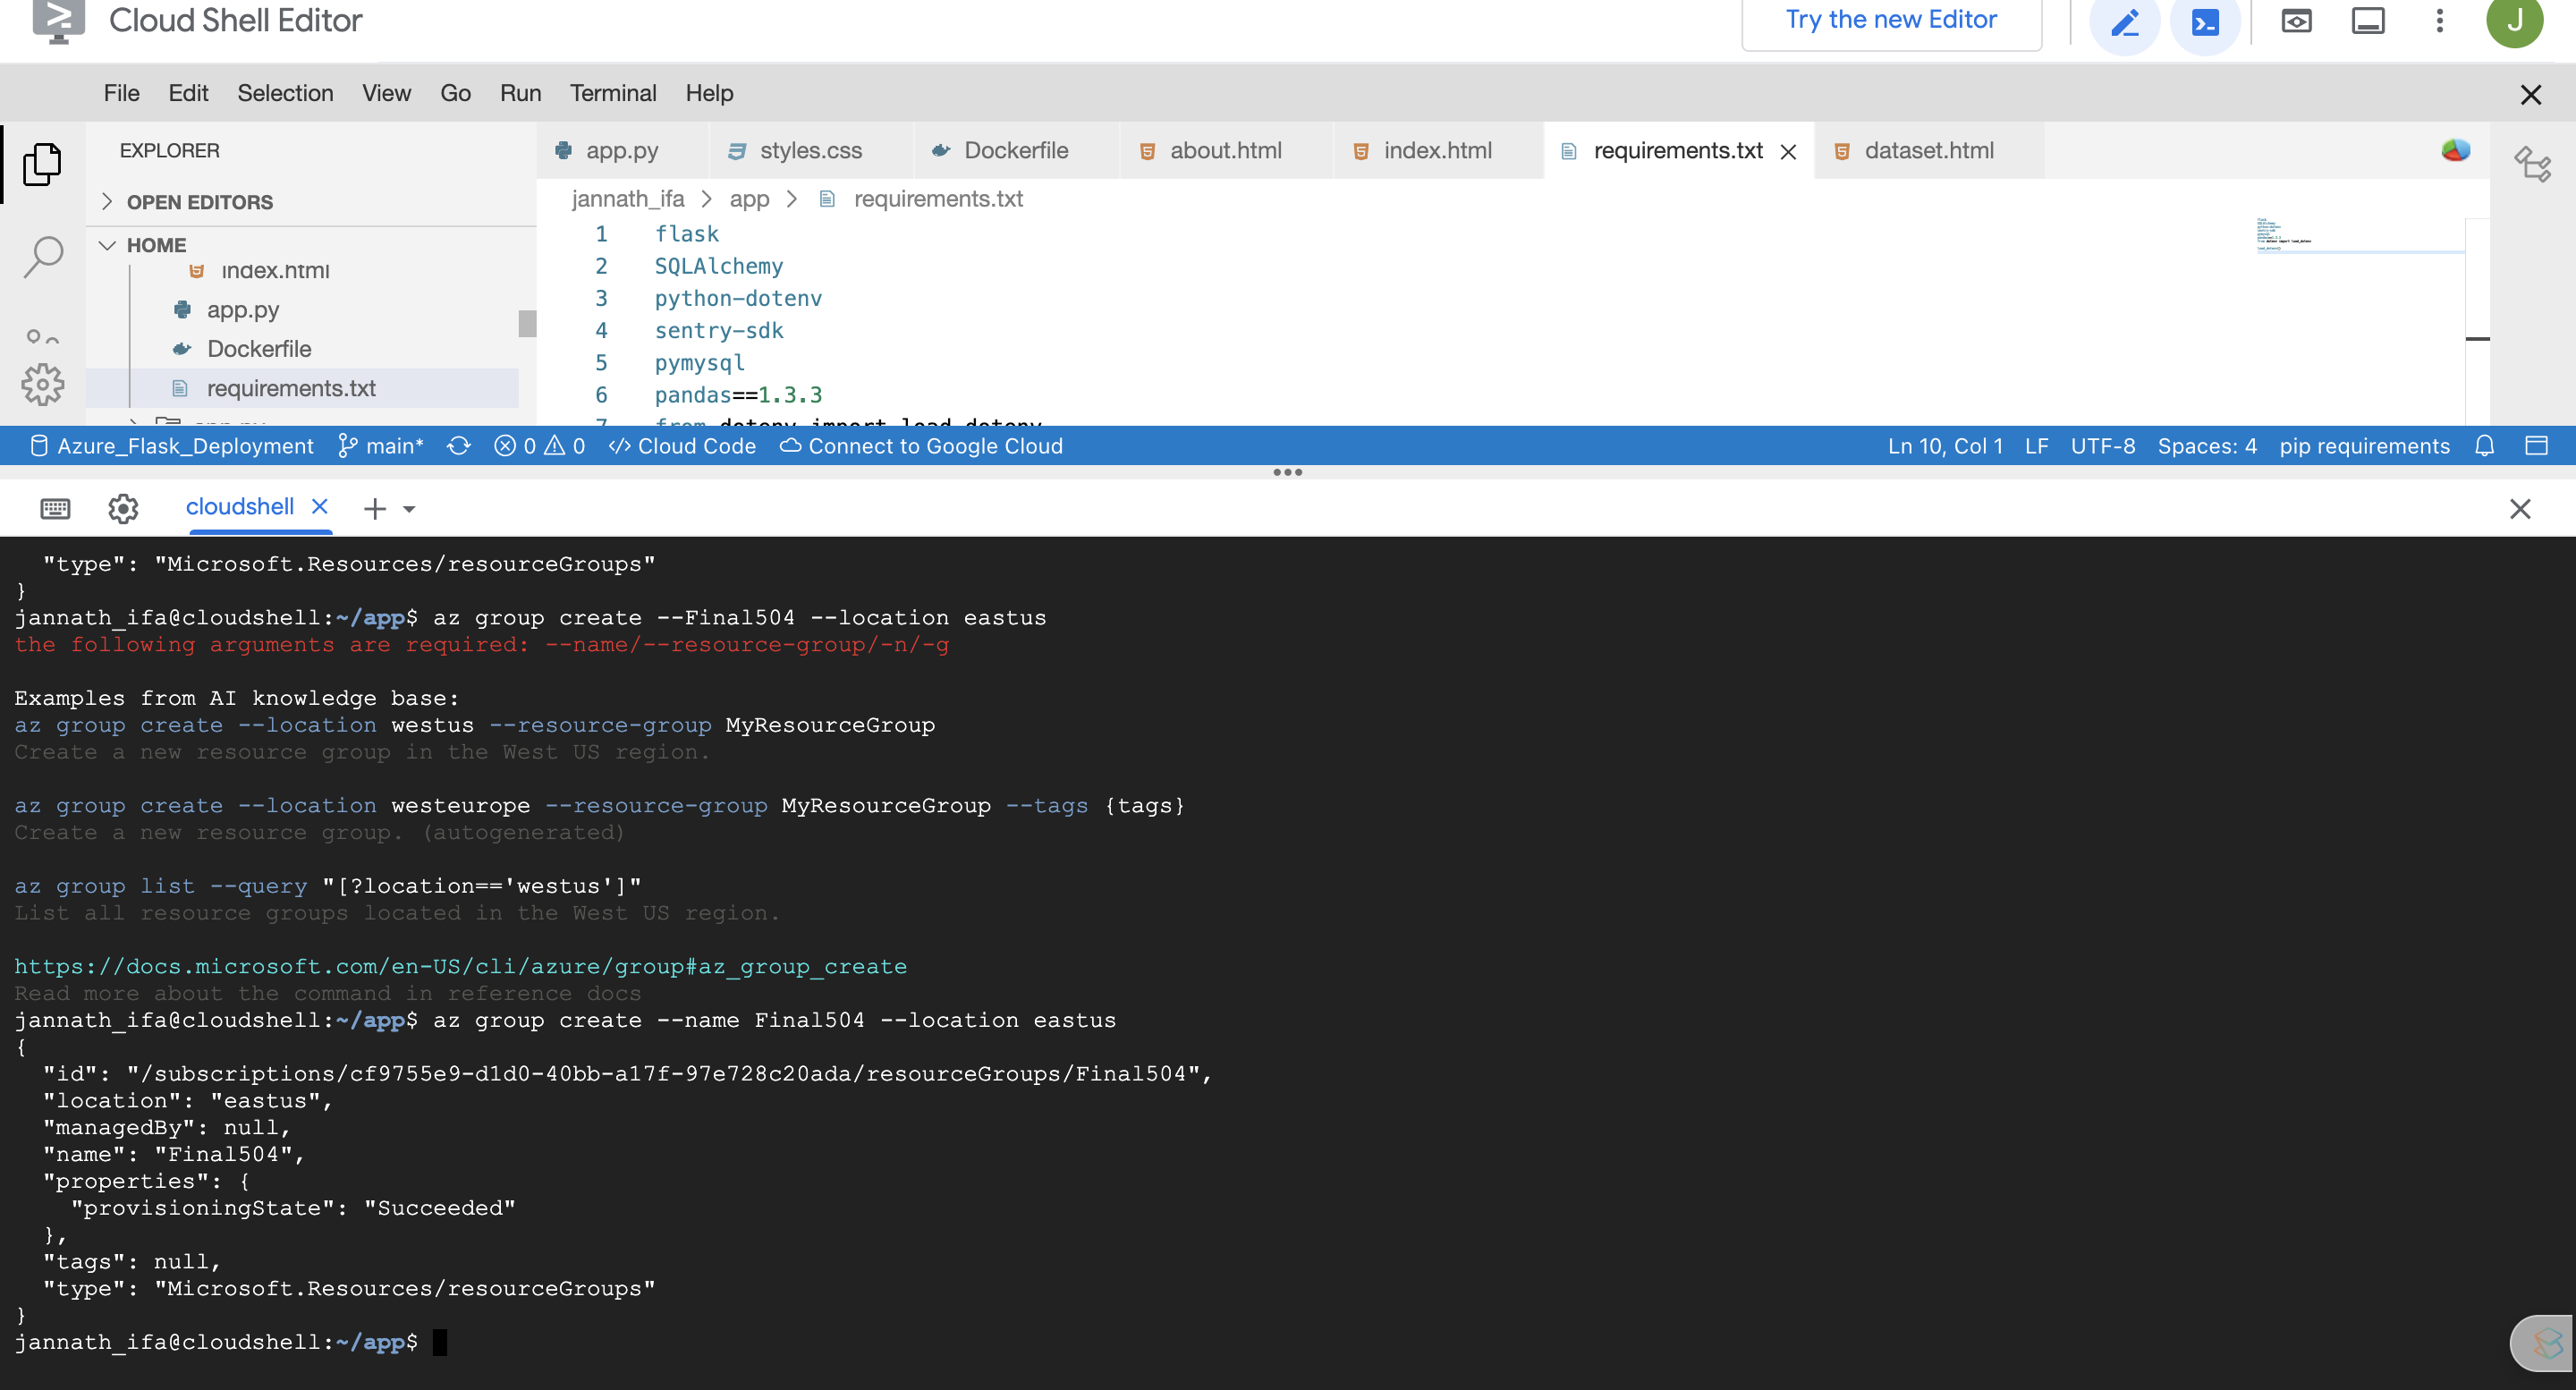 Cloud Shell Editor
Try the new Editor
J
File Edit Selection View Go Run Terminal Help
EXPLORER
app.py styles.css Dockerfile about.html index.html requirements.txt dataset.html
OPEN EDITORS
jannath_ifa > app > requirements.txt
HOME
index.html
app.py
Dockerfile
requirements.txt
1 flask
2 SQLAlchemy
3 python-dotenv
4 sentry-sdk
5 pymysql
6 pandas==1.3.3
7 from dotenv import load_dotenv
Azure_Flask_Deployment main* 0 0 </> Cloud Code Connect to Google Cloud Ln 10, Col 1 LF UTF-8 Spaces: 4 pip requirements
cloudshell
"type": "Microsoft.Resources/resourceGroups"
}
jannath_ifa@cloudshell:~/app$ az group create --Final504 --location eastus
the following arguments are required: --name/--resource-group/-n/-g
Examples from AI knowledge base:
az group create --location westus --resource-group MyResourceGroup
Create a new resource group in the West US region.
az group create --location westeurope --resource-group MyResourceGroup --tags {tags}
Create a new resource group. (autogenerated)
az group list --query "[?location=='westus']"
List all resource groups located in the West US region.
https://docs.microsoft.com/en-US/cli/azure/group#az_group_create
Read more about the command in reference docs
jannath_ifa@cloudshell:~/app$ az group create --name Final504 --location eastus
{
"id": "/subscriptions/cf9755e9-d1d0-40bb-a17f-97e728c20ada/resourceGroups/Final504",
"location": "eastus",
"managedBy": null,
"name": "Final504",
"properties": {
"provisioningState": "Succeeded"
},
"tags": null,
"type": "Microsoft.Resources/resourceGroups"
}
jannath_ifa@cloudshell:~/app$